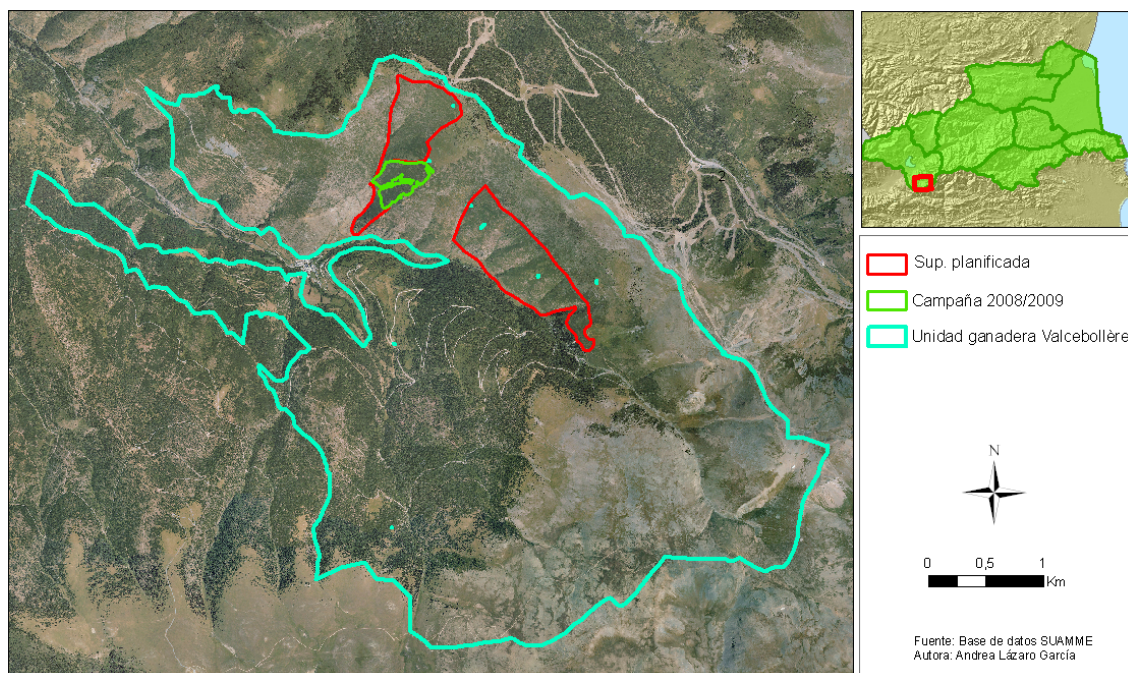 2
Sup. planificada
Campaña 2008/2009
Unidad ganadera Valcebollère
N
0 0,5 1
Km
Fuente: Base de datos SUAMME
Autora: Andrea Lázaro García